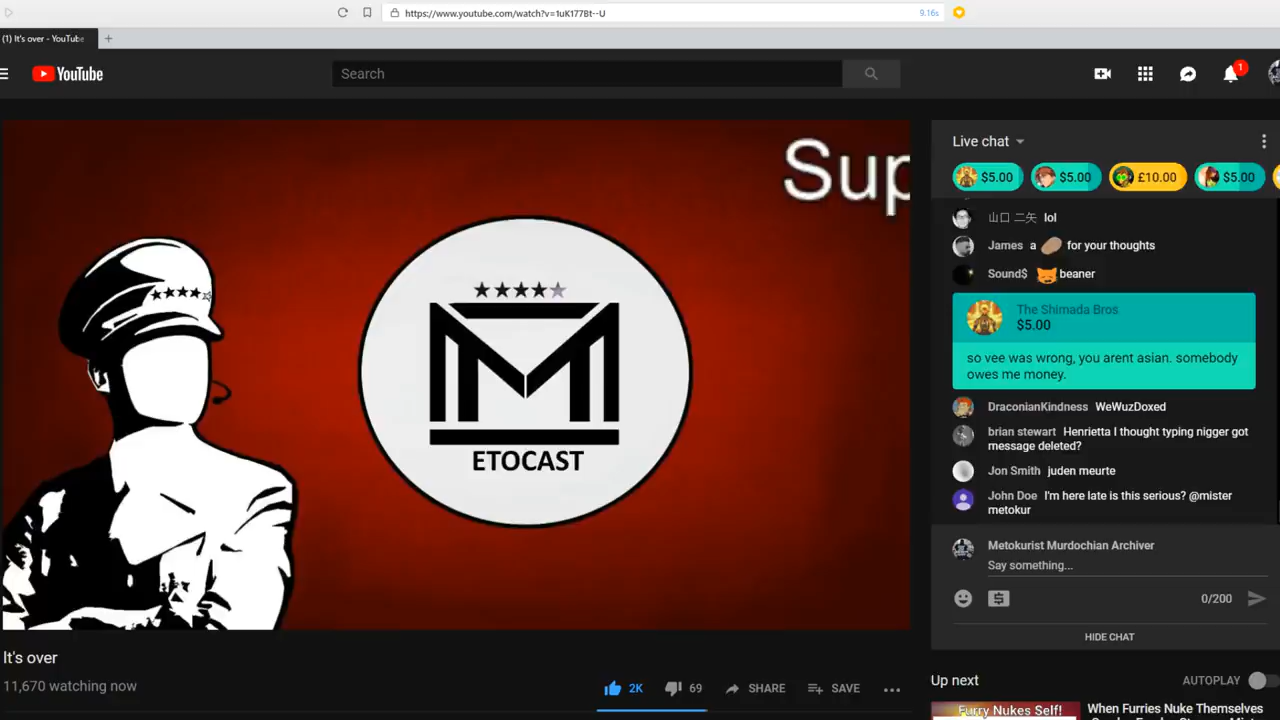 https://www.youtube.com/watch?v=1uK177Bt--U
9.16s
(1) It's over - YouTube
YouTube
Search
1
Sup
★★★★★
M
ETOCAST
Live chat
$5.00 $5.00 £10.00 $5.00
山口 二矢 lol
James a for your thoughts
Sound$ beaner
The Shimada Bros
$5.00
so vee was wrong, you arent asian. somebody
owes me money.
DraconianKindness WeWuzDoxed
brian stewart Henrietta I thought typing nigger got
message deleted?
Jon Smith juden meurte
John Doe I'm here late is this serious? @mister
metokur
Metokurist Murdochian Archiver
Say something...
0/200
HIDE CHAT
It's over
11,670 watching now
2K 69 SHARE SAVE
Up next
AUTOPLAY
Furry Nukes Self!
When Furries Nuke Themselves